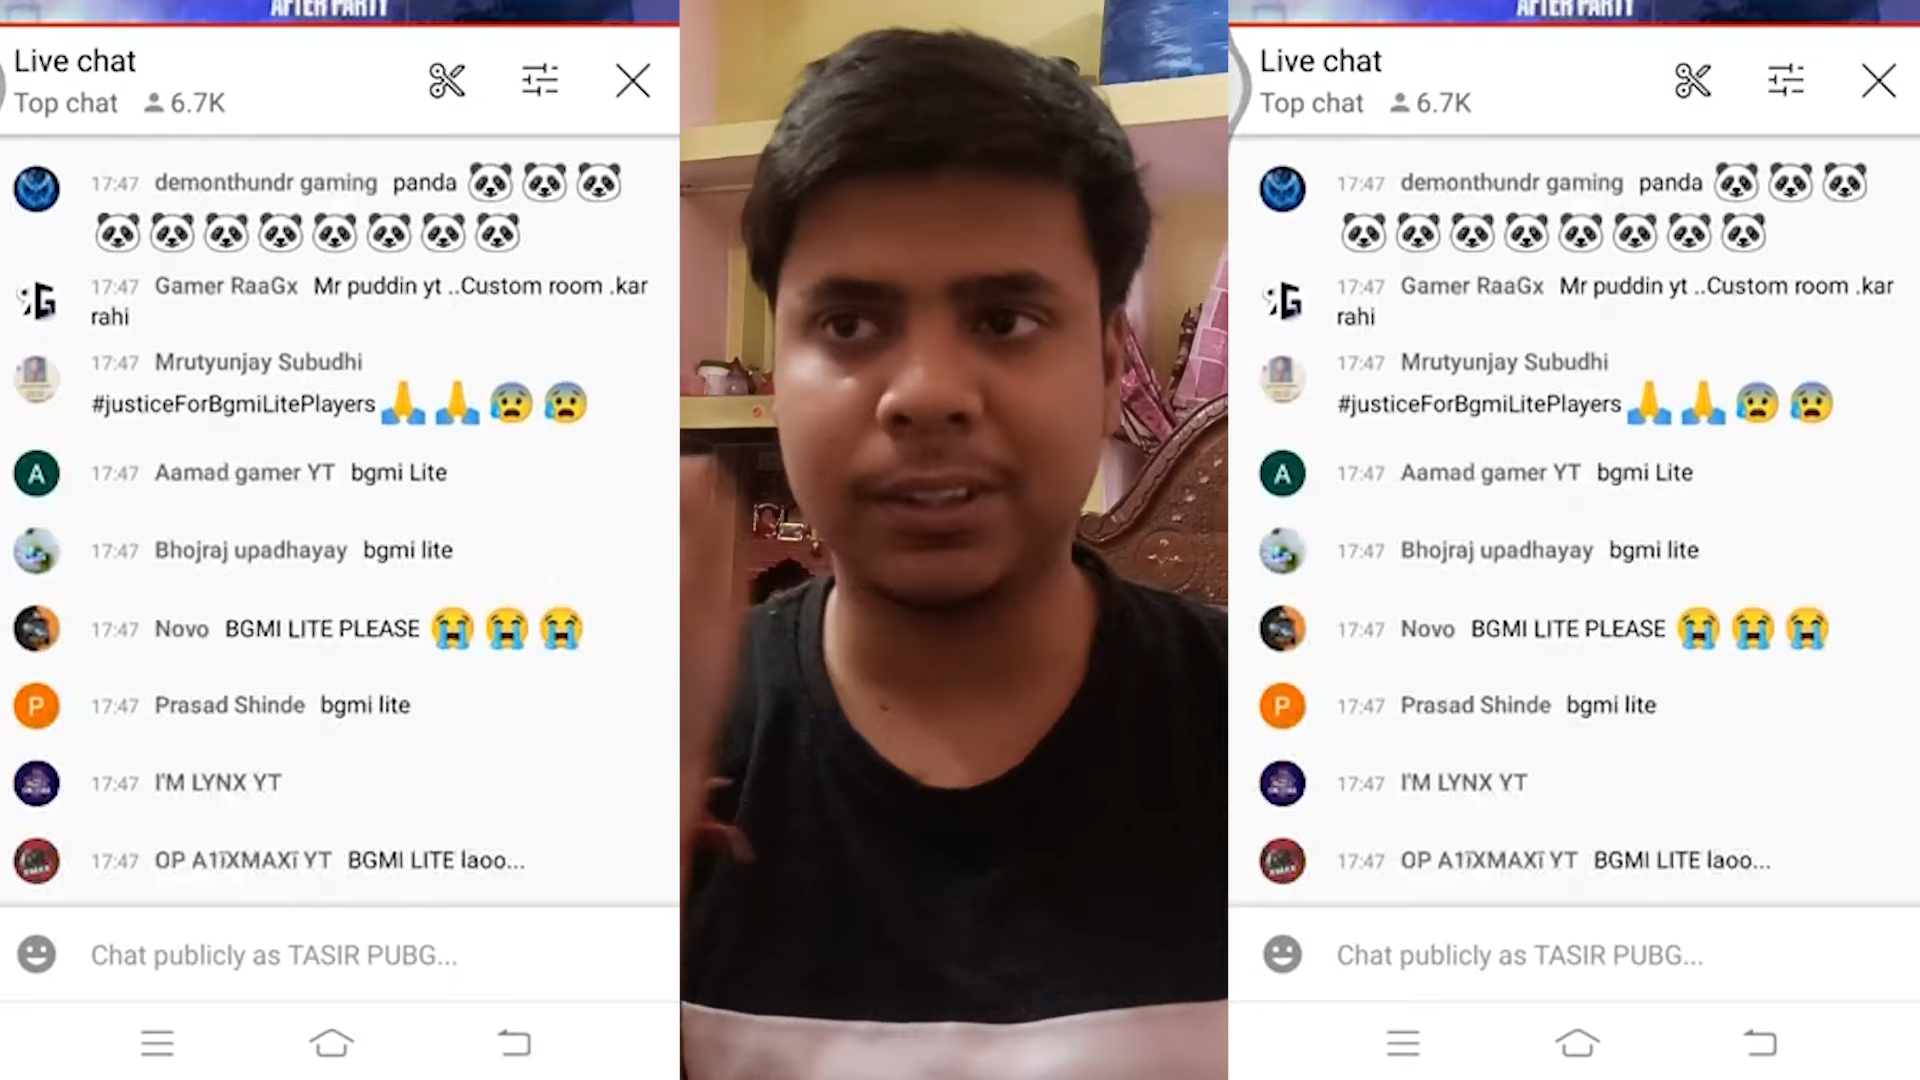 AFTER PARTY
Live chat
Top chat 6.7K
17:47 demonthundr gaming panda 🐼🐼🐼
🐼🐼🐼🐼🐼🐼🐼🐼
17:47 Gamer RaaGx Mr puddin yt ..Custom room .kar
rahi
17:47 Mrutyunjay Subudhi
#justiceForBgmiLitePlayers🙏🙏😰😰
A 17:47 Aamad gamer YT bgmi Lite
17:47 Bhojraj upadhayay bgmi lite
17:47 Novo BGMI LITE PLEASE 😭😭😭
P 17:47 Prasad Shinde bgmi lite
17:47 I'M LYNX YT
17:47 OP A1îXMAXî YT BGMI LITE laoo...
Chat publicly as TASIR PUBG...
AFTER PARTY
Live chat
Top chat 6.7K
17:47 demonthundr gaming panda 🐼🐼🐼
🐼🐼🐼🐼🐼🐼🐼🐼
17:47 Gamer RaaGx Mr puddin yt ..Custom room .kar
rahi
17:47 Mrutyunjay Subudhi
#justiceForBgmiLitePlayers🙏🙏😰😰
A 17:47 Aamad gamer YT bgmi Lite
17:47 Bhojraj upadhayay bgmi lite
17:47 Novo BGMI LITE PLEASE 😭😭😭
P 17:47 Prasad Shinde bgmi lite
17:47 I'M LYNX YT
17:47 OP A1îXMAXî YT BGMI LITE laoo...
Chat publicly as TASIR PUBG...